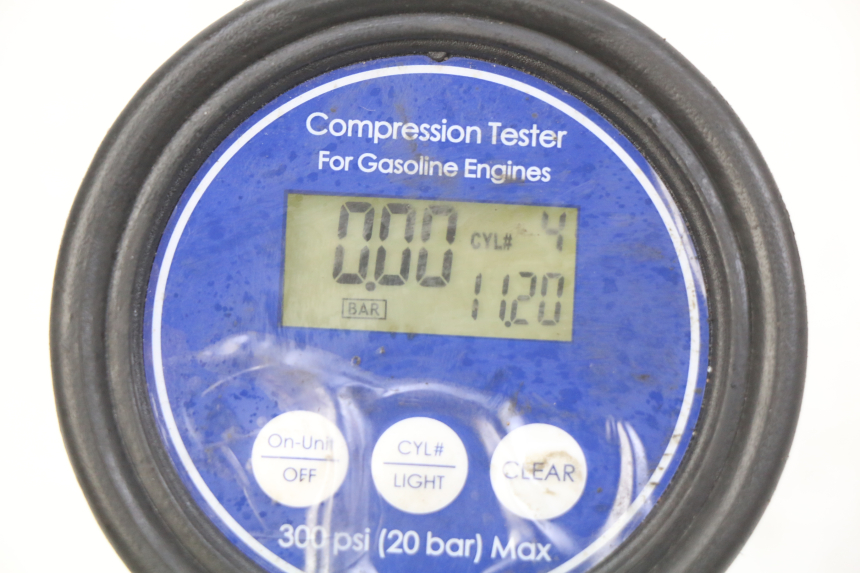 Compression Tester
For Gasoline Engines
0.00 CYL# 4
BAR 11.20
On-Unit CYL# CLEAR
OFF LIGHT
300 psi (20 bar) Max